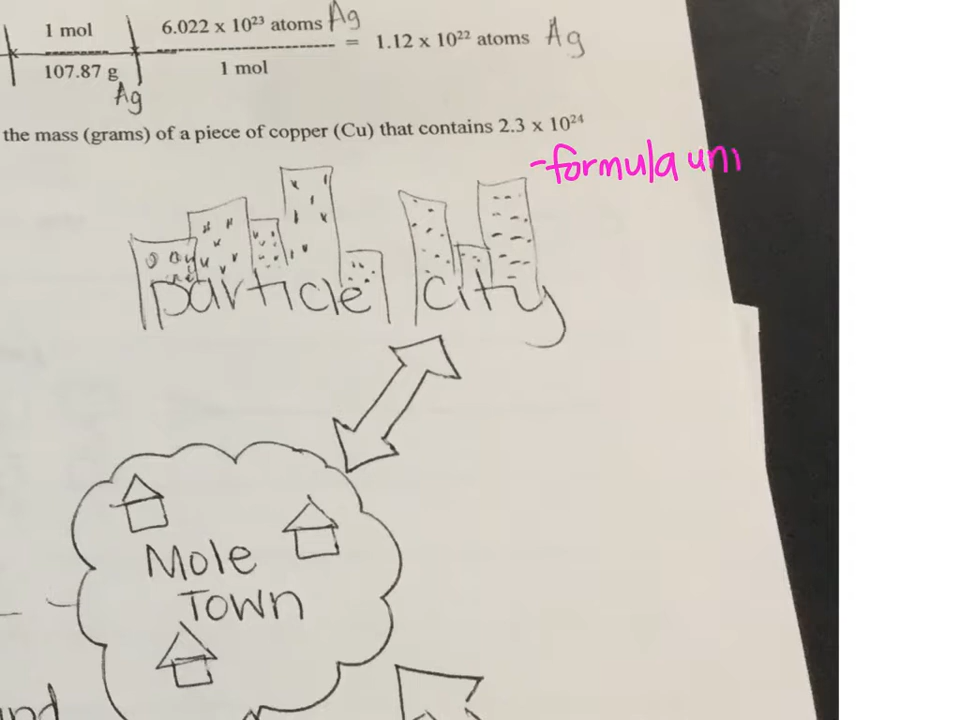 1 mol
6.022 x 10²³ atoms Ag
= 1.12 x 10²² atoms Ag
107.87 g Ag
1 mol
the mass (grams) of a piece of copper (Cu) that contains 2.3 x 10²⁴
-formula uni
particle city
Mole
Town